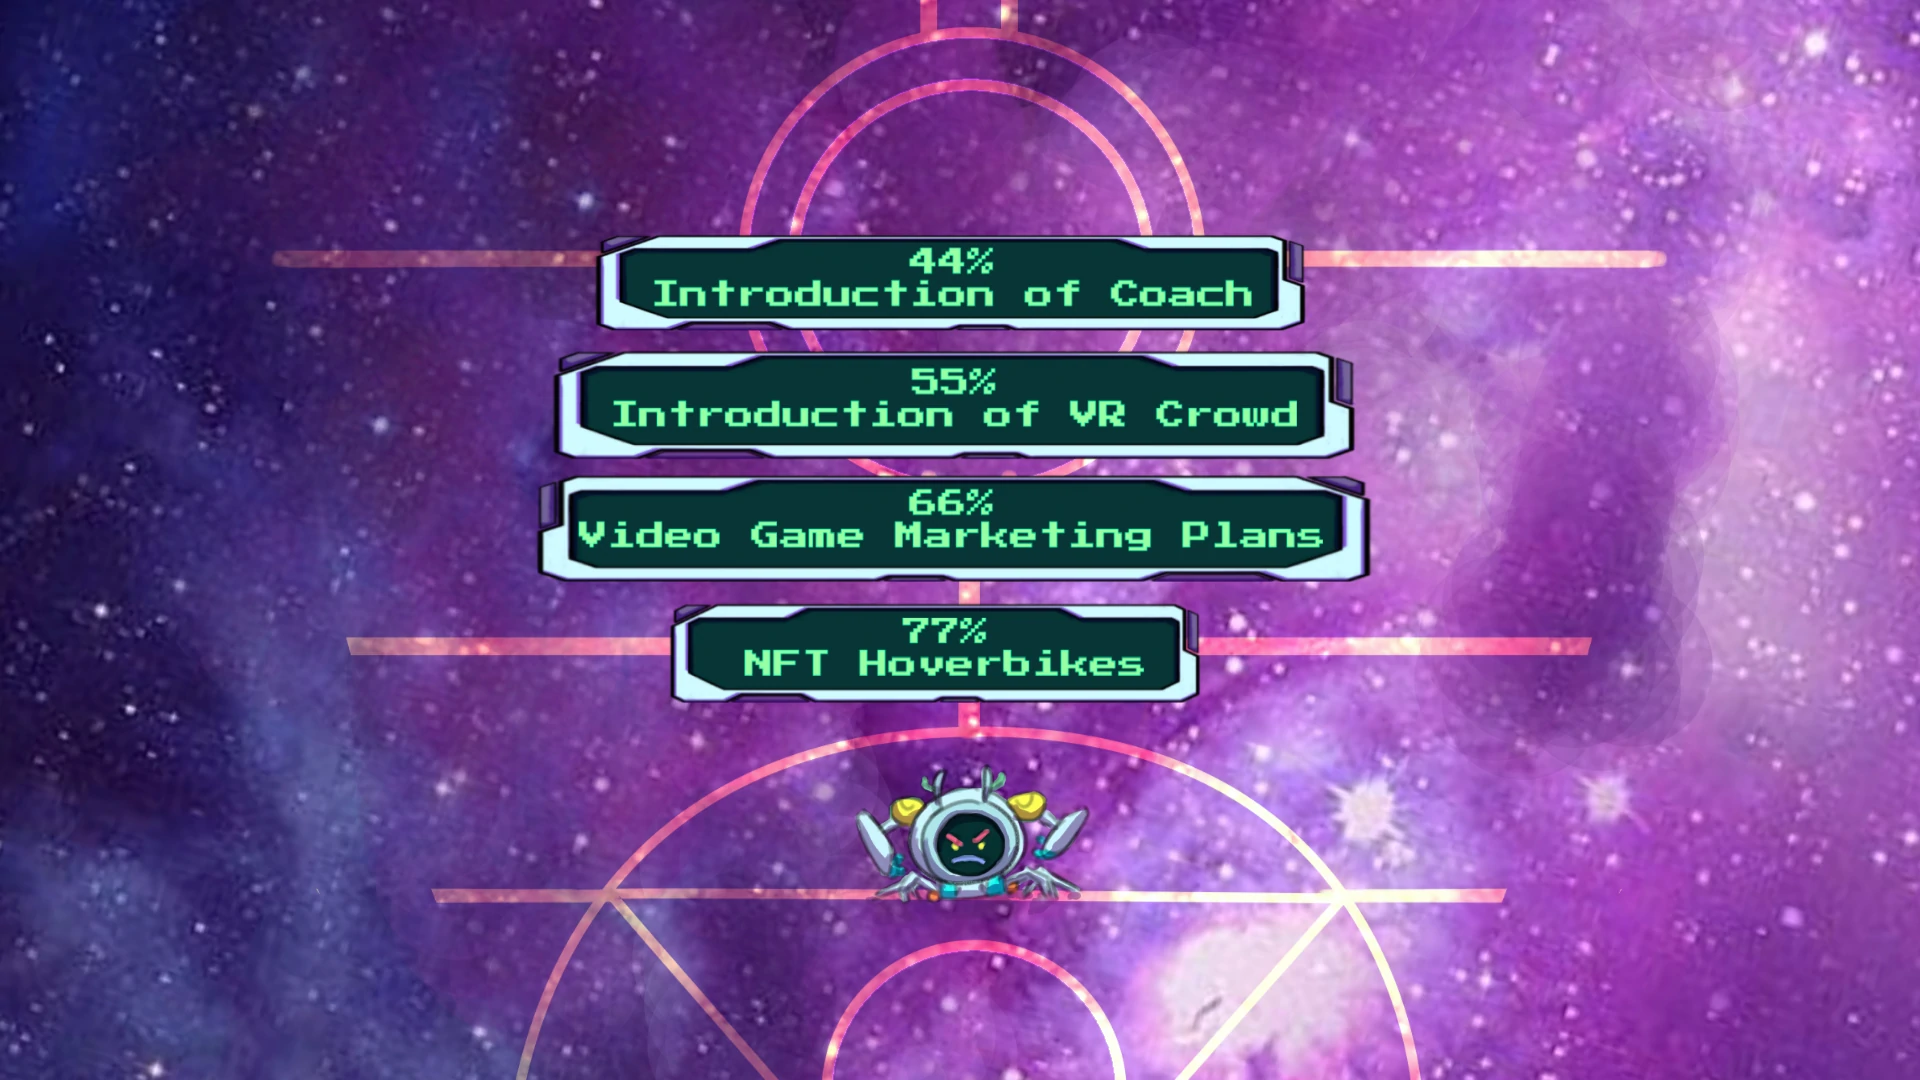 44%
Introduction of Coach
55%
Introduction of VR Crowd
66%
Video Game Marketing Plans
77%
NFT Hoverbikes